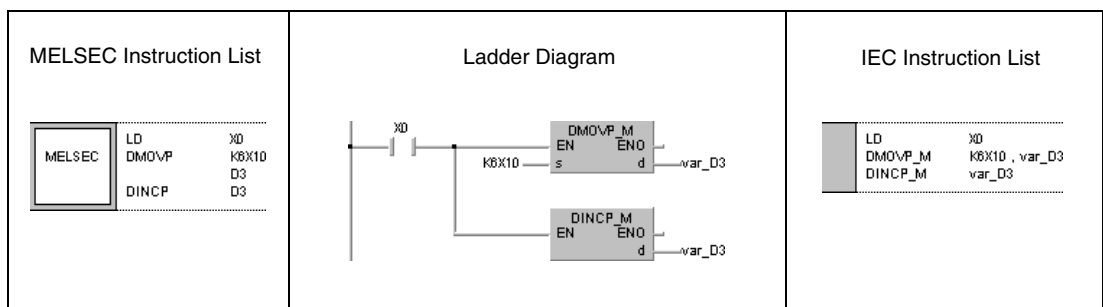 MELSEC Instruction List
MELSEC
LD X0
DMOVP K6X10
D3
DINCP D3
Ladder Diagram
X0
DMOVP_M
EN ENO
K6X10 s d var_D3
DINCP_M
EN ENO
d var_D3
IEC Instruction List
LD X0
DMOVP_M K6X10 , var_D3
DINCP_M var_D3